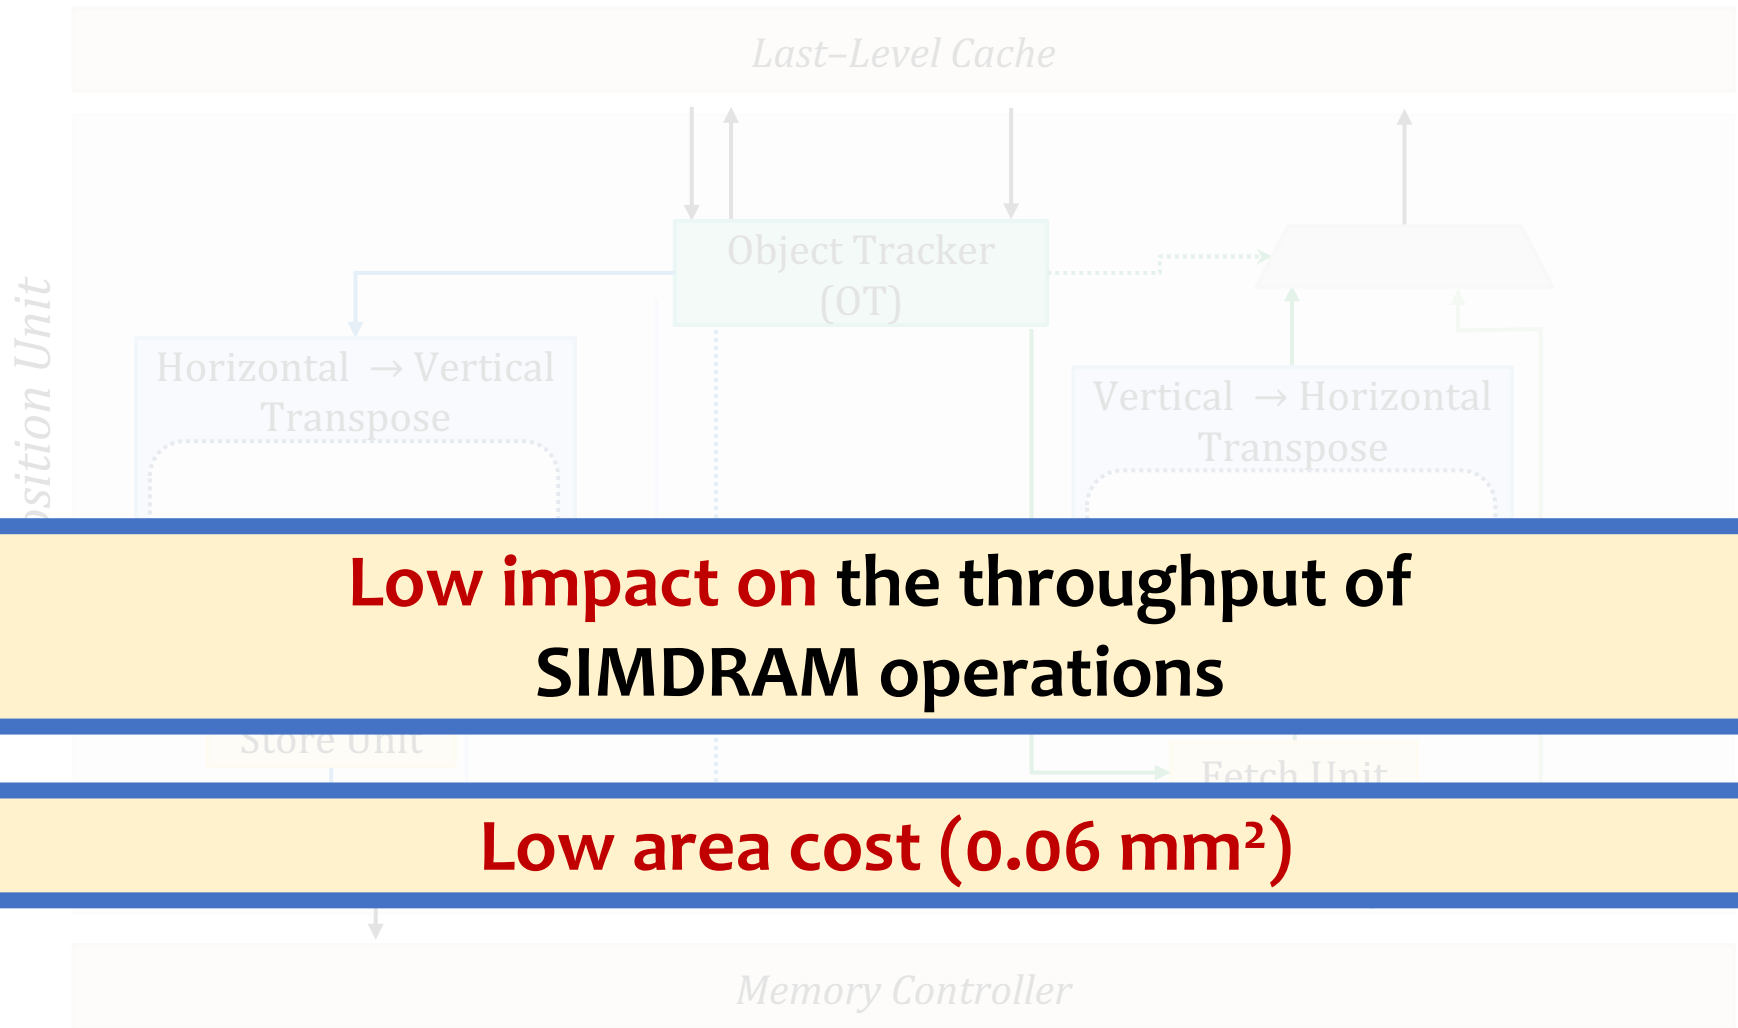 Last–Level Cache
Object Tracker
(OT)
Horizontal → Vertical
Transpose
Vertical → Horizontal
Transpose
Unit
Low impact on the throughput of
SIMDRAM operations
Store Unit
Fetch Unit
Low area cost (0.06 mm²)
Memory Controller